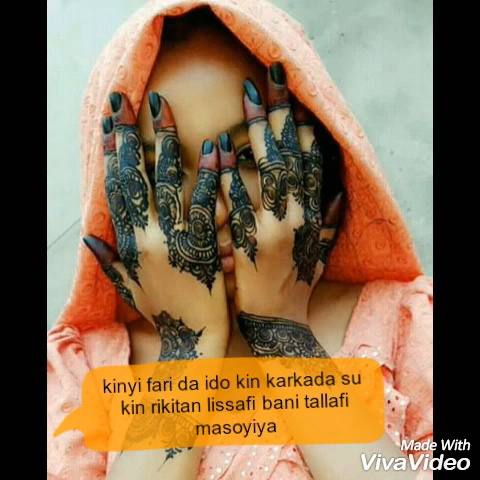 kinyi fari da ido kin karkada su
kin rikitan lissafi bani tallafi
masoyiya
Made With
VivaVideo